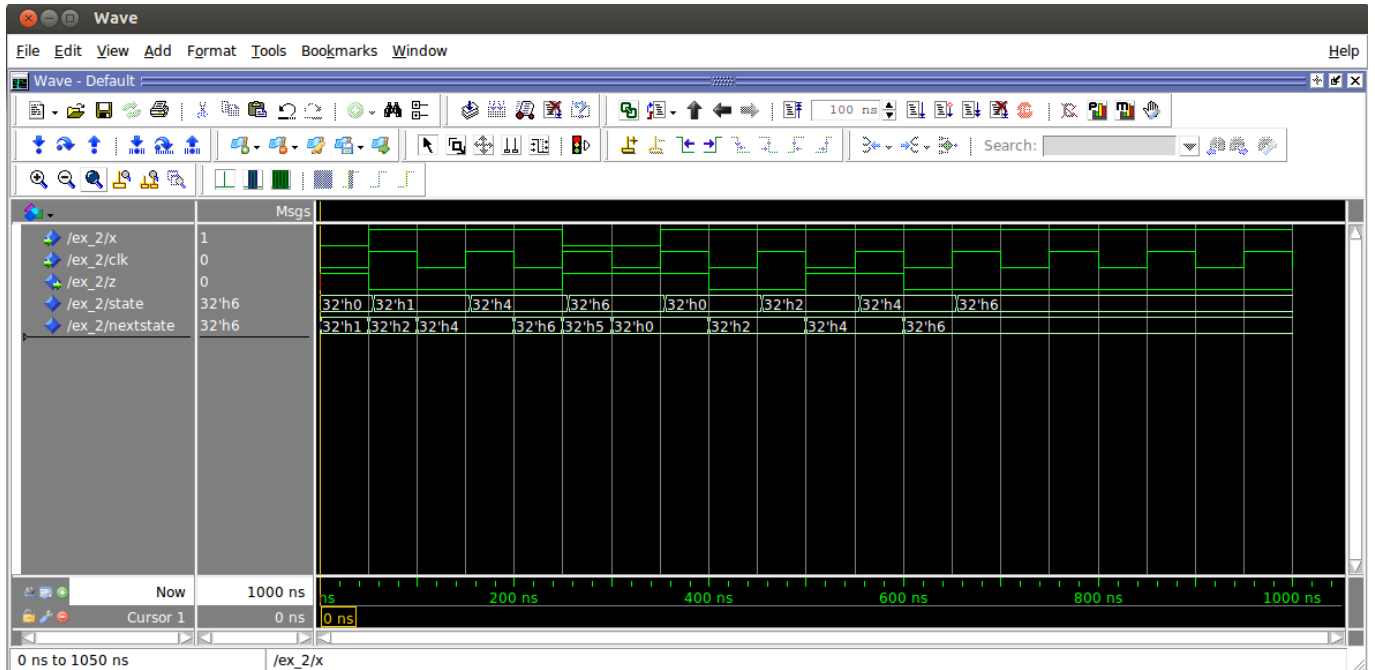 Wave
File Edit View Add Format Tools Bookmarks Window Help
Wave - Default
100 ns
Search:
Msgs
/ex_2/x 1
/ex_2/clk 0
/ex_2/z 0
/ex_2/state 32'h6 32'h0 32'h1 32'h4 32'h6 32'h0 32'h2 32'h4 32'h6
/ex_2/nextstate 32'h6 32'h1 32'h2 32'h4 32'h6 32'h5 32'h0 32'h2 32'h4 32'h6
Now 1000 ns ns 200 ns 400 ns 600 ns 800 ns 1000 ns
Cursor 1 0 ns 0 ns
0 ns to 1050 ns /ex_2/x